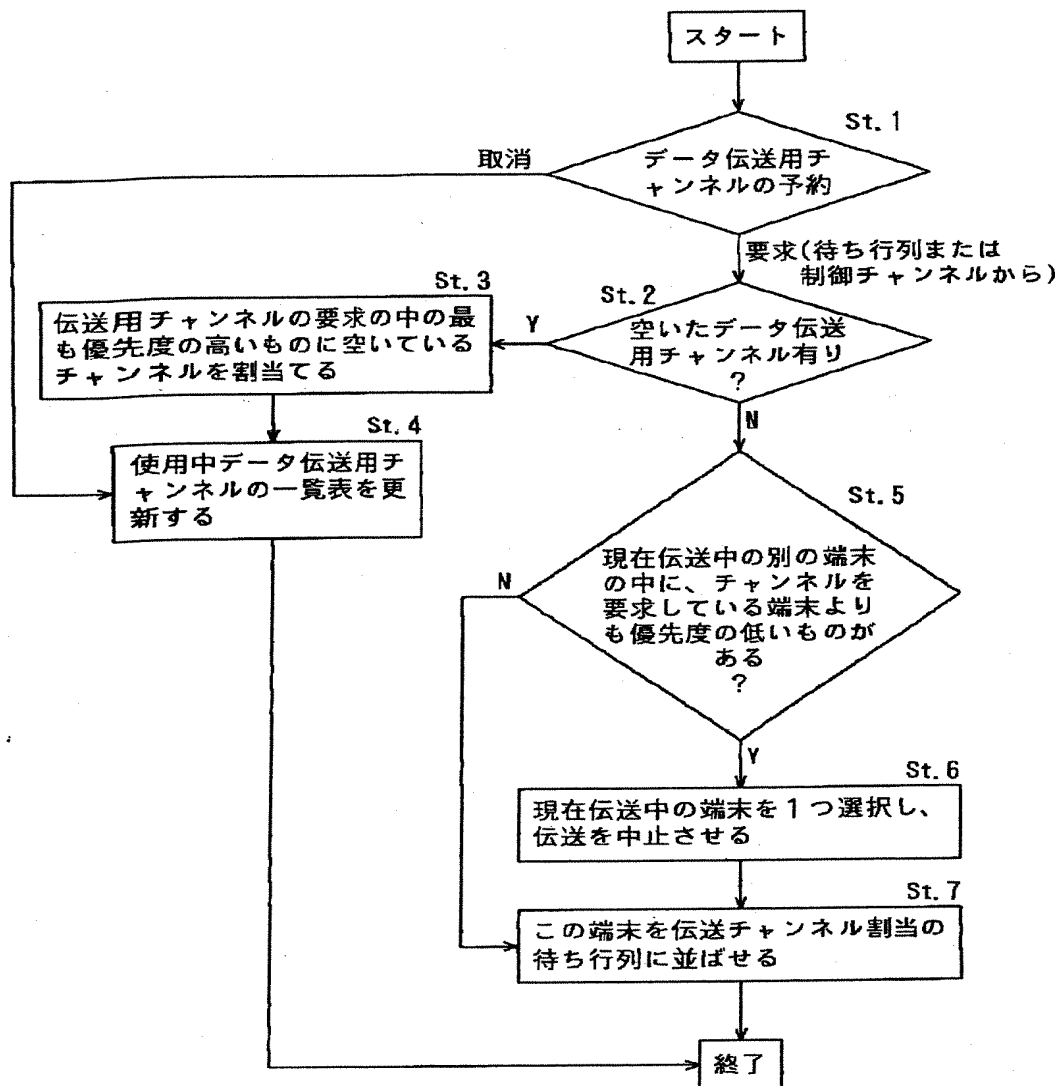 スタート
St. 1
取消
データ伝送用チ
ャンネルの予約
要求(待ち行列または
制御チャンネルから)
St. 3
St. 2
伝送用チャンネルの要求の中の最
も優先度の高いものに空いている
チャンネルを割当てる
Y
空いたデータ伝送
用チャンネル有り
?
St. 4
N
使用中データ伝送用チ
ャンネルの一覧表を更
新する
St. 5
N
現在伝送中の別の端末
の中に、チャンネルを
要求している端末より
も優先度の低いものが
ある
?
Y
St. 6
現在伝送中の端末を1つ選択し、
伝送を中止させる
St. 7
この端末を伝送チャンネル割当の
待ち行列に並ばせる
終了